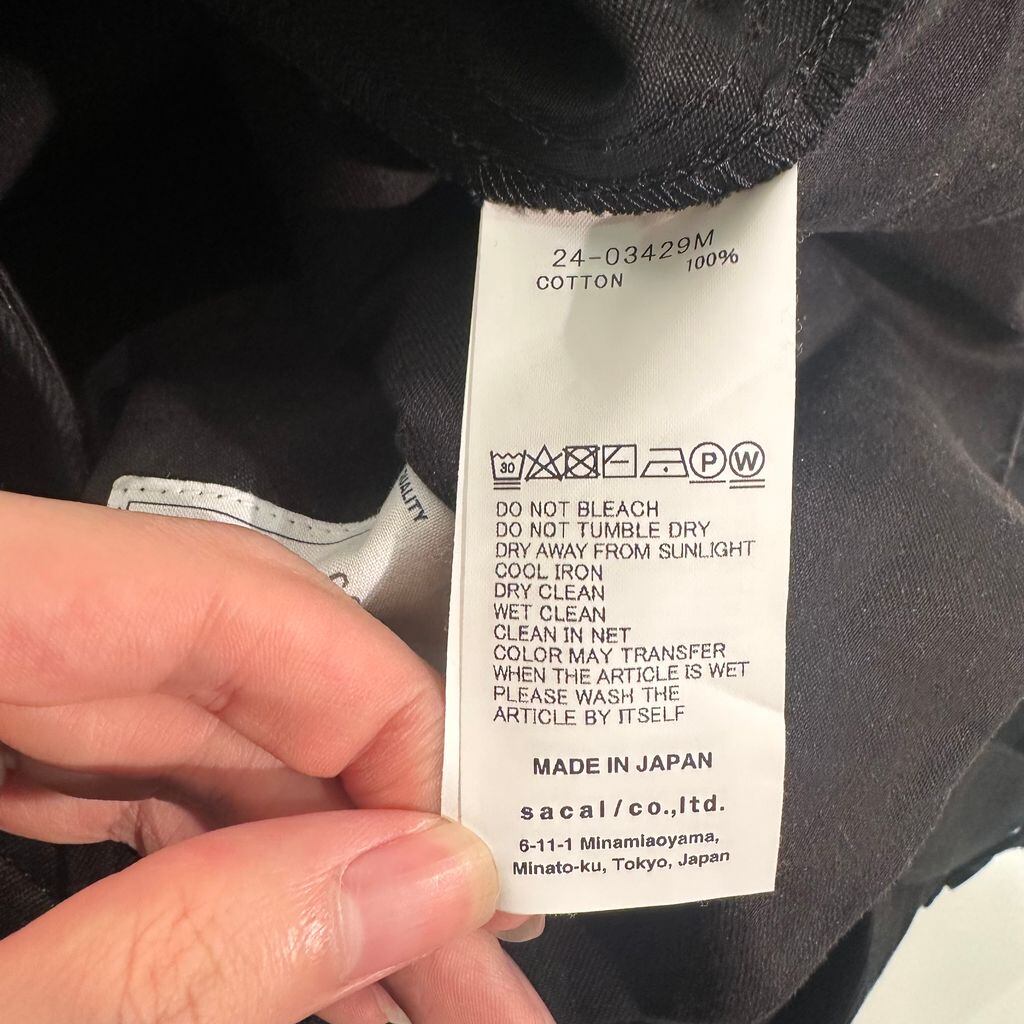 24-03429M
COTTON 100%
30
P W
DO NOT BLEACH
DO NOT TUMBLE DRY
DRY AWAY FROM SUNLIGHT
COOL IRON
DRY CLEAN
WET CLEAN
CLEAN IN NET
COLOR MAY TRANSFER
WHEN THE ARTICLE IS WET
PLEASE WASH THE
ARTICLE BY ITSELF
MADE IN JAPAN
sacai/co.,ltd.
6-11-1 Minamiaoyama,
Minato-ku, Tokyo, Japan